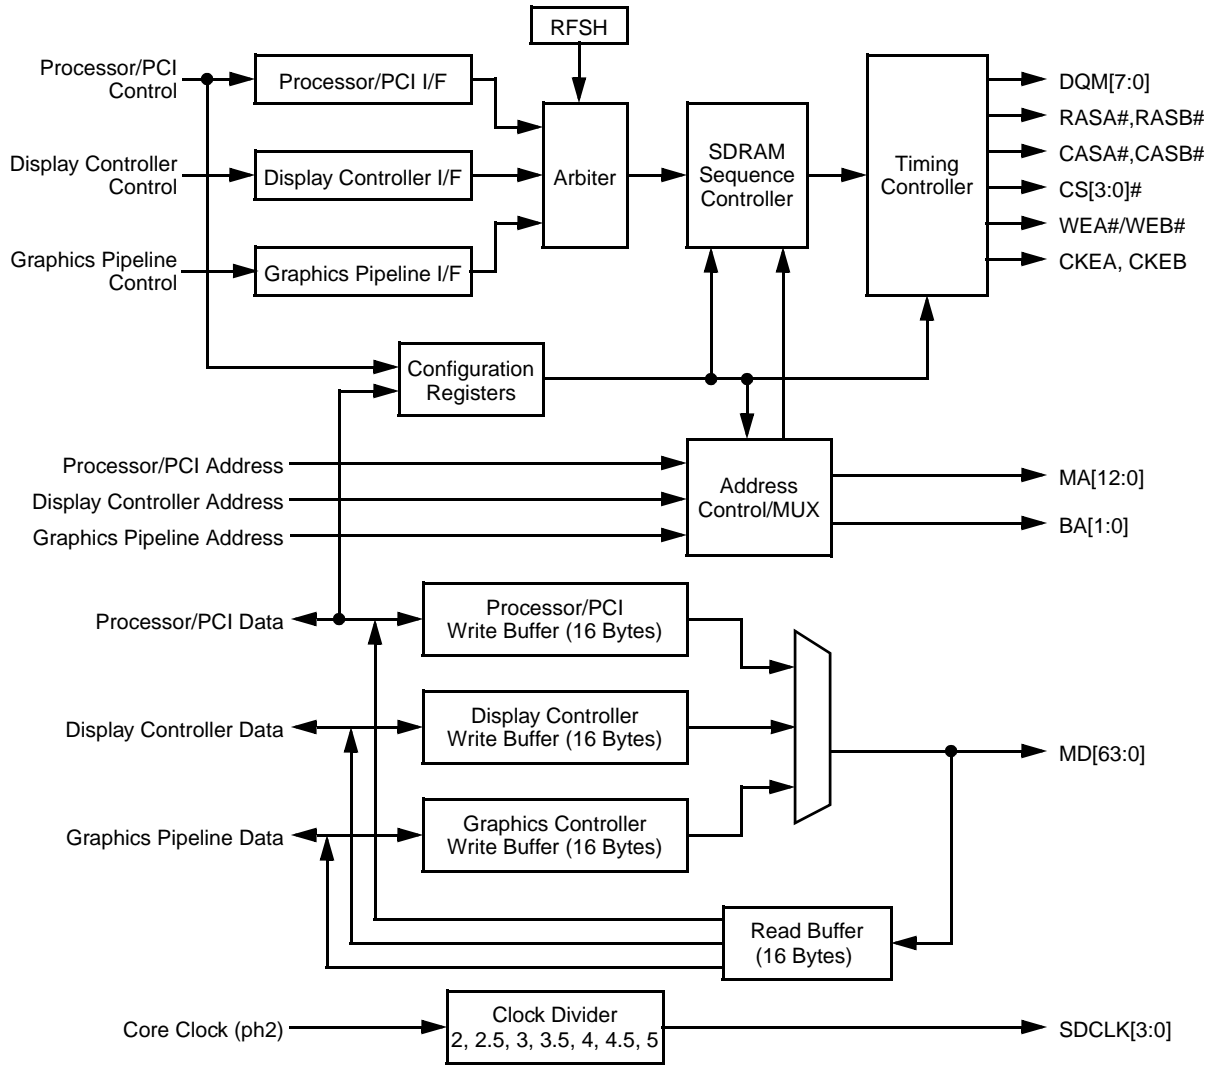 RFSH
Processor/PCI
Control
Processor/PCI I/F
DQM[7:0]
RASA#,RASB#
CASA#,CASB#
CS[3:0]#
WEA#/WEB#
CKEA, CKEB
Display Controller
Control
Display Controller I/F
Arbiter
SDRAM
Sequence
Controller
Timing
Controller
Graphics Pipeline
Control
Graphics Pipeline I/F
Configuration
Registers
Processor/PCI Address
Display Controller Address
Graphics Pipeline Address
Address
Control/MUX
MA[12:0]
BA[1:0]
Processor/PCI Data
Processor/PCI
Write Buffer (16 Bytes)
Display Controller Data
Display Controller
Write Buffer (16 Bytes)
MD[63:0]
Graphics Pipeline Data
Graphics Controller
Write Buffer (16 Bytes)
Read Buffer
(16 Bytes)
Core Clock (ph2)
Clock Divider
2, 2.5, 3, 3.5, 4, 4.5, 5
SDCLK[3:0]